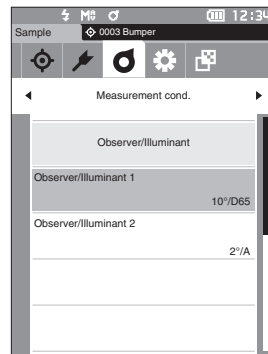 12:34
Sample
0003 Bumper
Measurement cond.
Observer/Illuminant
Observer/Illuminant 1
10°/D65
Observer/Illuminant 2
2°/A